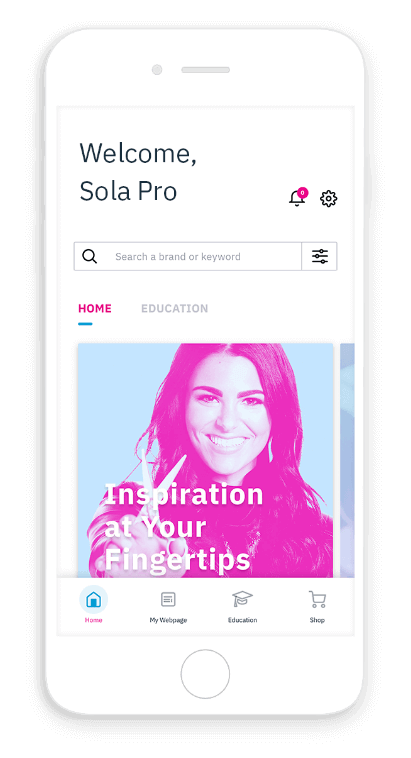 Welcome,
Sola Pro
0
Search a brand or keyword
HOME
EDUCATION
Inspiration
at Your
Fingertips
Home
My Webpage
Education
Shop